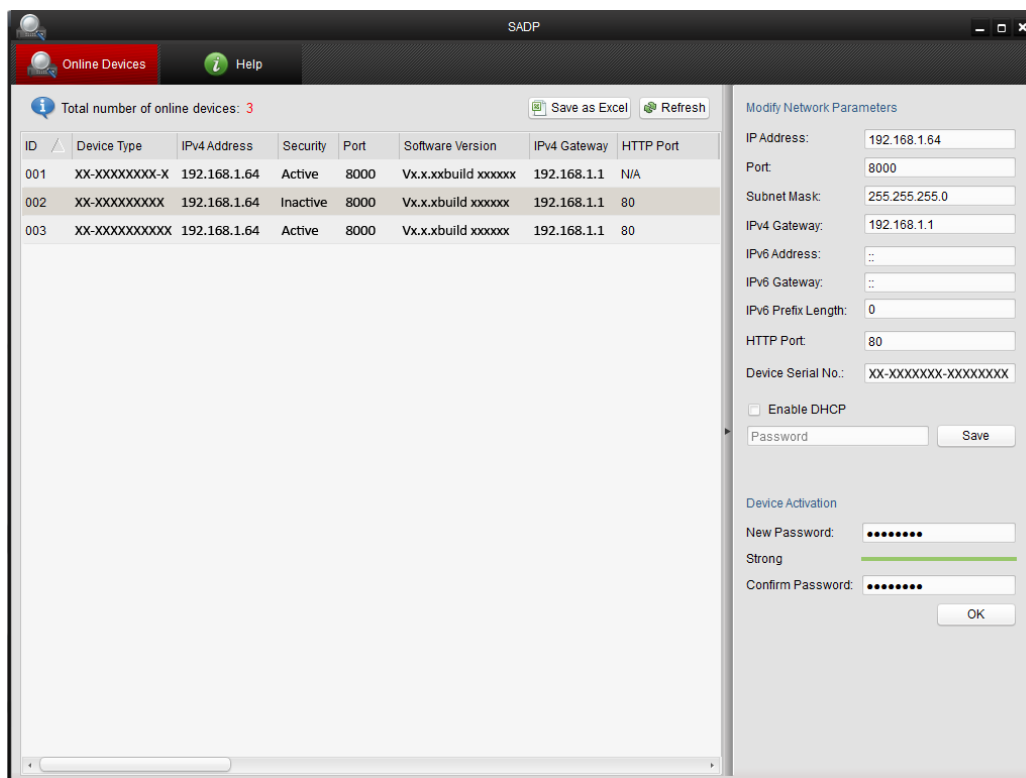 SADP
Online Devices Help
Total number of online devices: 3 Save as Excel Refresh
ID Device Type IPv4 Address Security Port Software Version IPv4 Gateway HTTP Port
001 XX-XXXXXXXX-X 192.168.1.64 Active 8000 Vx.x.xxbuild xxxxxx 192.168.1.1 N/A
002 XX-XXXXXXXXX 192.168.1.64 Inactive 8000 Vx.x.xbuild xxxxxx 192.168.1.1 80
003 XX-XXXXXXXXXX 192.168.1.64 Active 8000 Vx.x.xbuild xxxxxx 192.168.1.1 80
Modify Network Parameters
IP Address: 192.168.1.64
Port: 8000
Subnet Mask: 255.255.255.0
IPv4 Gateway: 192.168.1.1
IPv6 Address: ::
IPv6 Gateway: ::
IPv6 Prefix Length: 0
HTTP Port: 80
Device Serial No.: XX-XXXXXXX-XXXXXXXX
Enable DHCP
Password Save
Device Activation
New Password: ●●●●●●●●
Strong
Confirm Password: ●●●●●●●●
OK